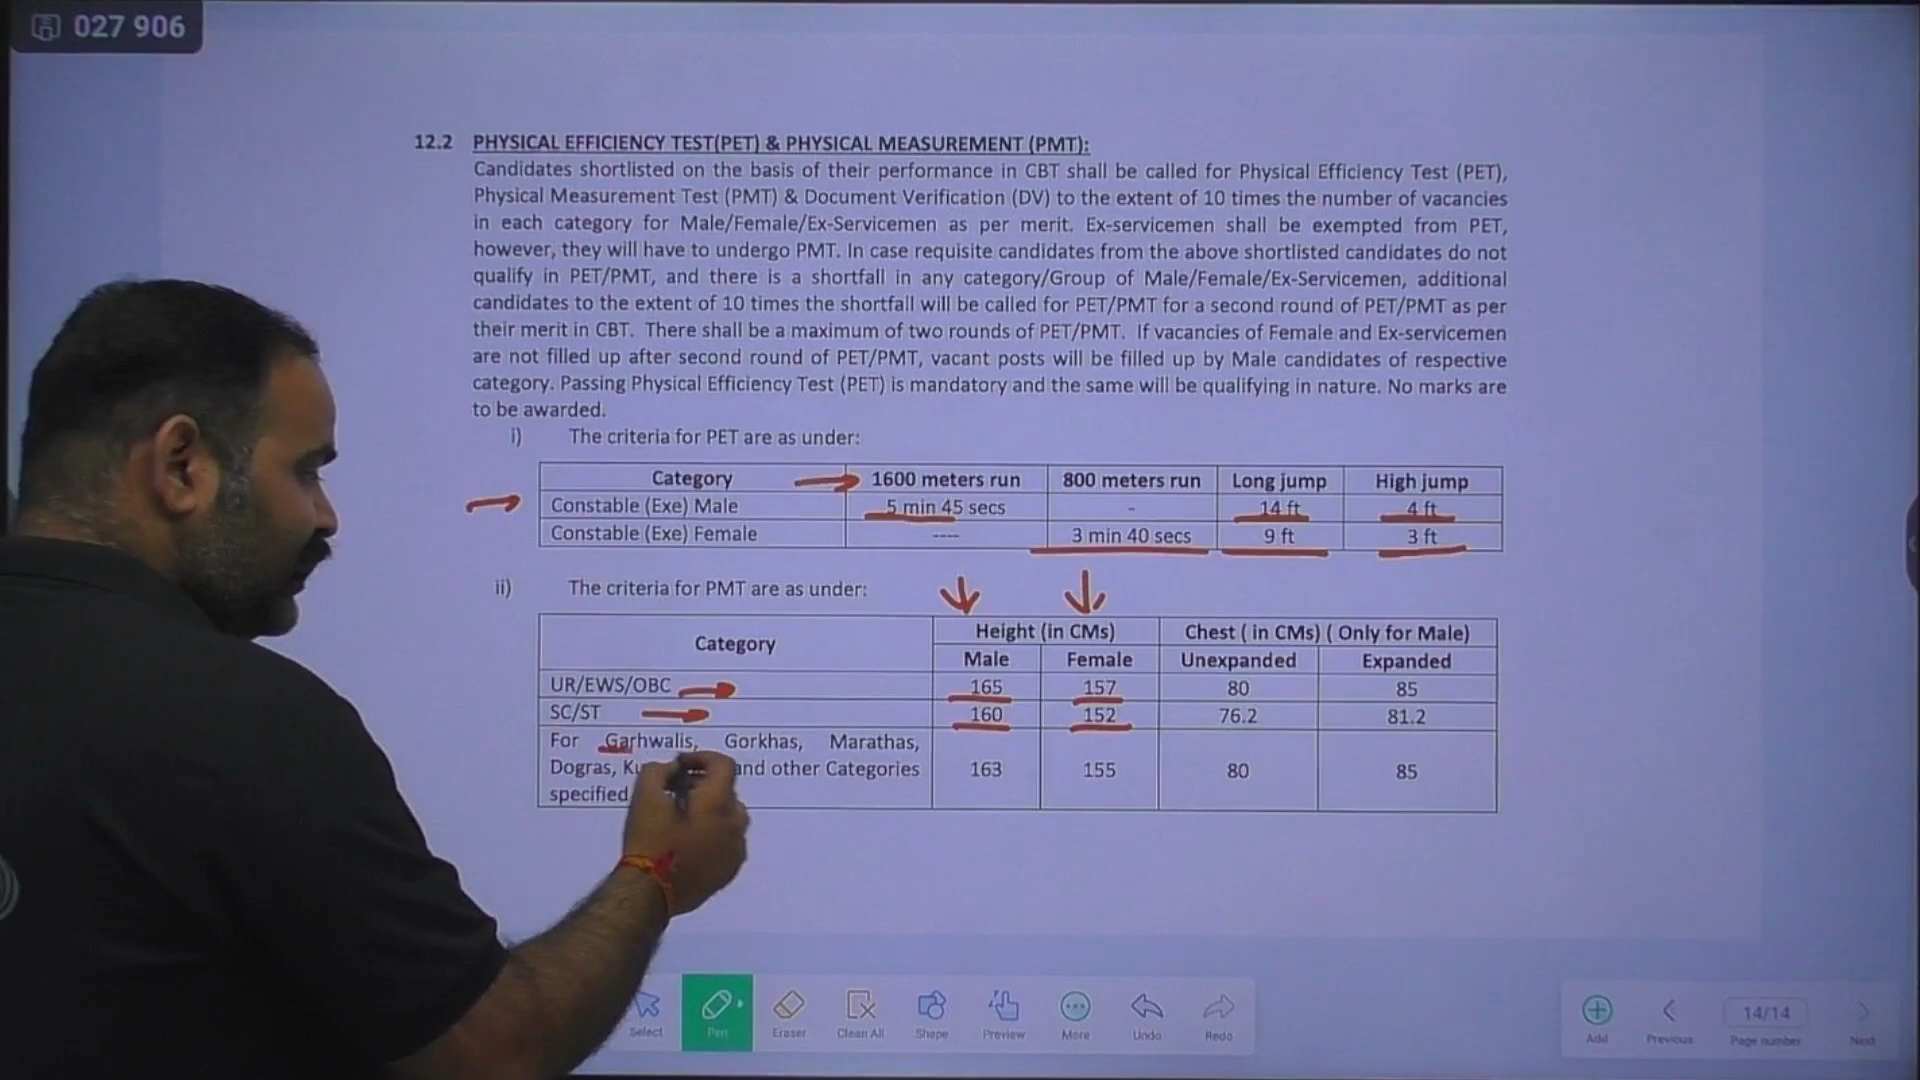 027 906
12.2 PHYSICAL EFFICIENCY TEST(PET) & PHYSICAL MEASUREMENT (PMT):
Candidates shortlisted on the basis of their performance in CBT shall be called for Physical Efficiency Test (PET),
Physical Measurement Test (PMT) & Document Verification (DV) to the extent of 10 times the number of vacancies
in each category for Male/Female/Ex-Servicemen as per merit. Ex-servicemen shall be exempted from PET,
however, they will have to undergo PMT. In case requisite candidates from the above shortlisted candidates do not
qualify in PET/PMT, and there is a shortfall in any category/Group of Male/Female/Ex-Servicemen, additional
candidates to the extent of 10 times the shortfall will be called for PET/PMT for a second round of PET/PMT as per
their merit in CBT. There shall be a maximum of two rounds of PET/PMT. If vacancies of Female and Ex-servicemen
are not filled up after second round of PET/PMT, vacant posts will be filled up by Male candidates of respective
category. Passing Physical Efficiency Test (PET) is mandatory and the same will be qualifying in nature. No marks are
to be awarded.
i) The criteria for PET are as under:
Category 1600 meters run 800 meters run Long jump High jump
Constable (Exe) Male 5 min 45 secs - 14 ft 4 ft
Constable (Exe) Female ---- 3 min 40 secs 9 ft 3 ft
ii) The criteria for PMT are as under:
Category Height (in CMs) Chest ( in CMs) ( Only for Male)
Male Female Unexpanded Expanded
UR/EWS/OBC 165 157 80 85
SC/ST 160 152 76.2 81.2
For Garhwalis, Gorkhas, Marathas,
Dogras, and other Categories 163 155 80 85
specified
Select Pen Eraser Clean All Shape Preview More Undo Redo
Add Previous 14/14 Page number Next